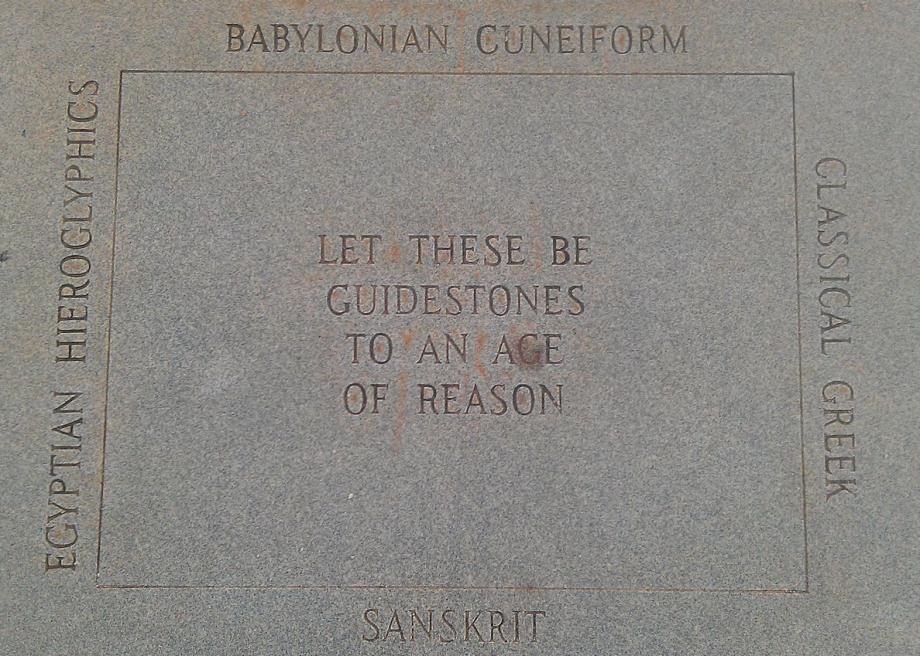 BABYLONIAN CUNEIFORM
EGYPTIAN HIEROGLYPHICS
LET THESE BE
GUIDESTONES
TO AN AGE
OF REASON
CLASSICAL GREEK
SANSKRIT